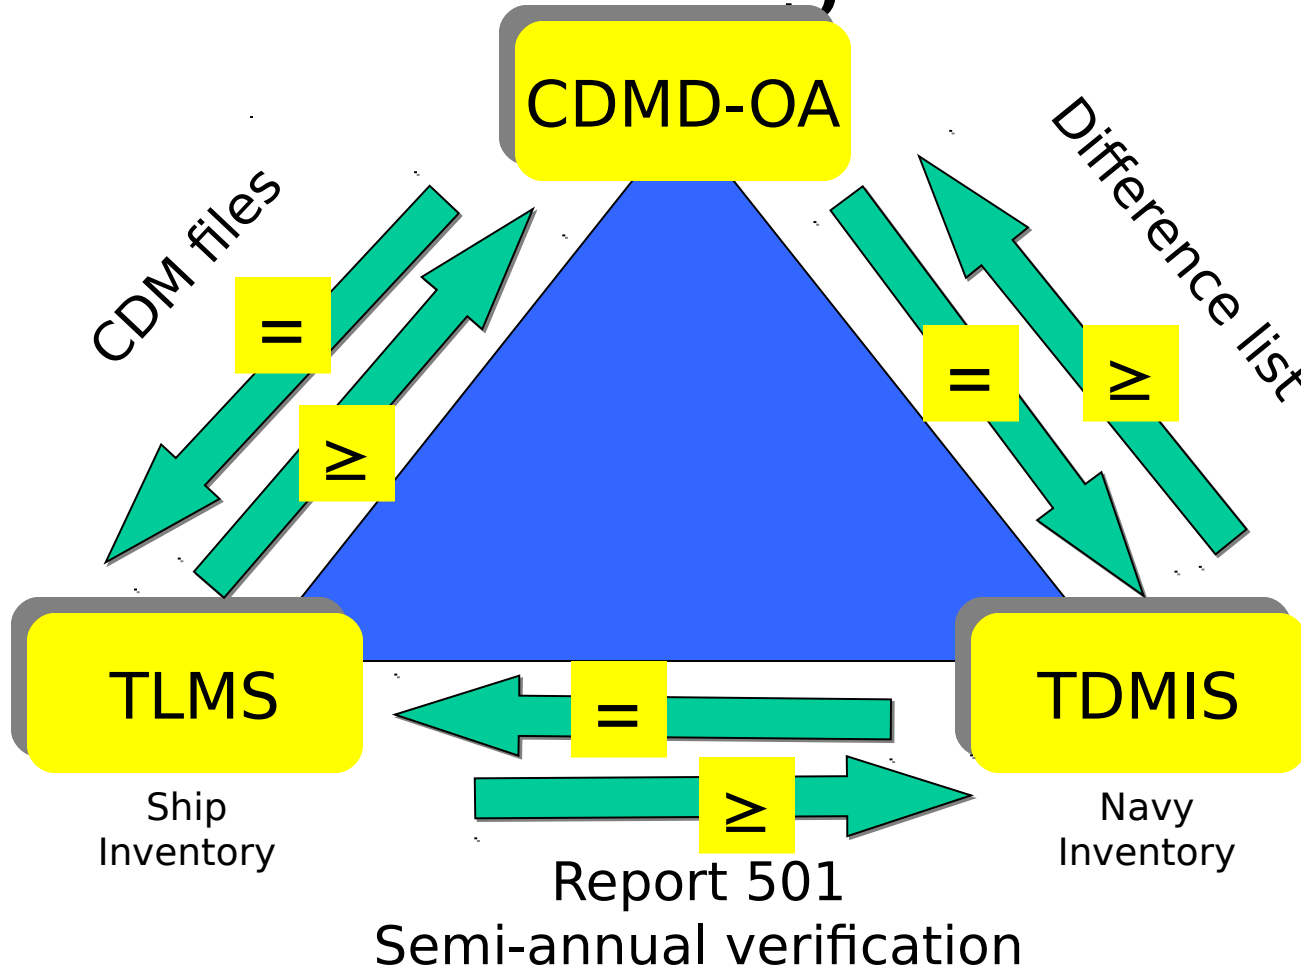 CDMD-OA
CDM files
Difference list
=
≥
=
≥
TLMS
TDMIS
=
≥
Ship
Inventory
Navy
Inventory
Report 501
Semi-annual verification